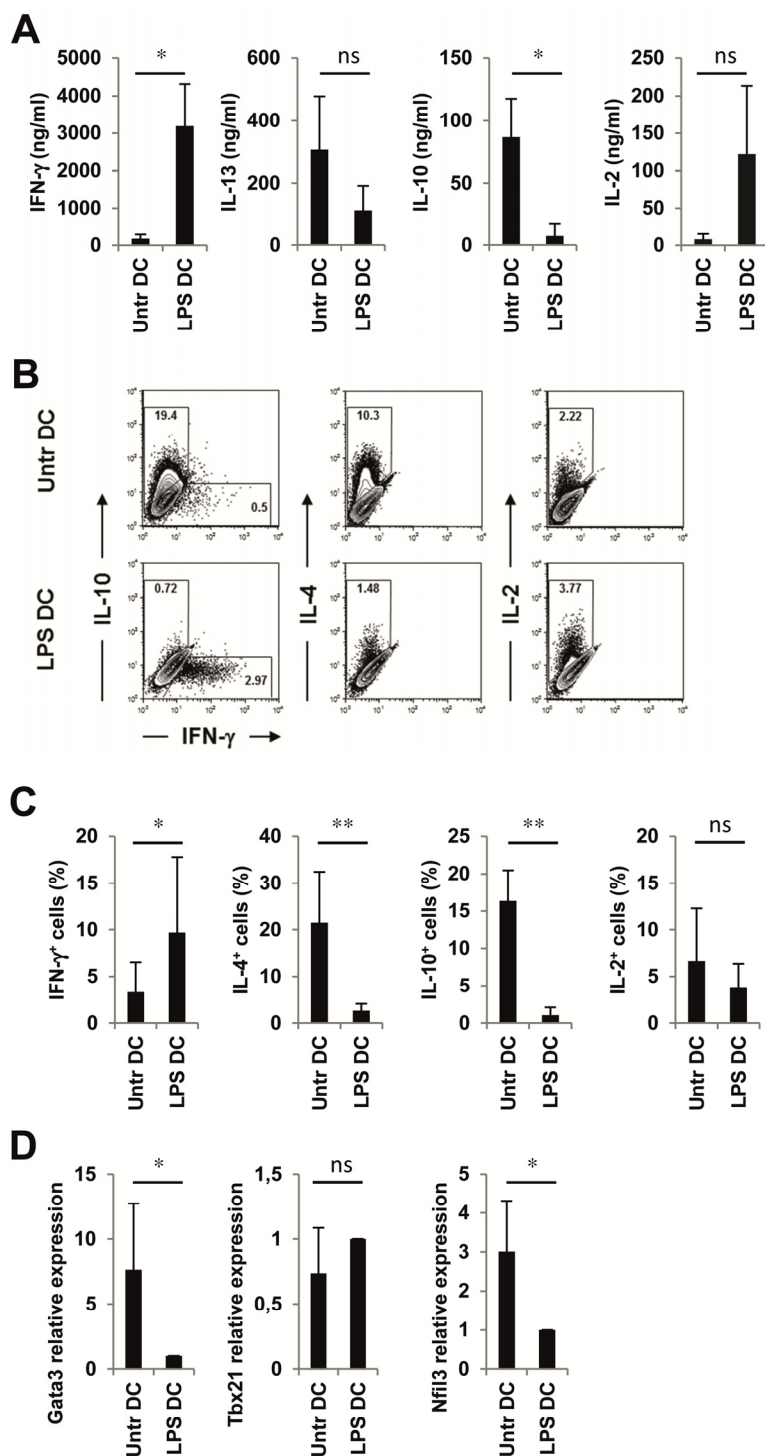 A
* ns * ns
IFN-γ (ng/ml)
5000
4000
3000
2000
1000
0
Untr DC
LPS DC
IL-13 (ng/ml)
600
400
200
0
Untr DC
LPS DC
IL-10 (ng/ml)
150
100
50
0
Untr DC
LPS DC
IL-2 (ng/ml)
250
200
150
100
50
0
Untr DC
LPS DC
B
Untr DC
19.4
0.5
10.3
2.22
LPS DC
0.72
2.97
1.48
3.77
IL-10
IL-4
IL-2
IFN-γ
C
* ** ** ns
IFN-γ⁺ cells (%)
20
15
10
5
0
Untr DC
LPS DC
IL-4⁺ cells (%)
40
30
20
10
0
Untr DC
LPS DC
IL-10⁺ cells (%)
25
20
15
10
5
0
Untr DC
LPS DC
IL-2⁺ cells (%)
20
15
10
5
0
Untr DC
LPS DC
D
* ns *
Gata3 relative expression
15
10
5
0
Untr DC
LPS DC
Tbx21 relative expression
1,5
1
0,5
0
Untr DC
LPS DC
Nfil3 relative expression
5
4
3
2
1
0
Untr DC
LPS DC